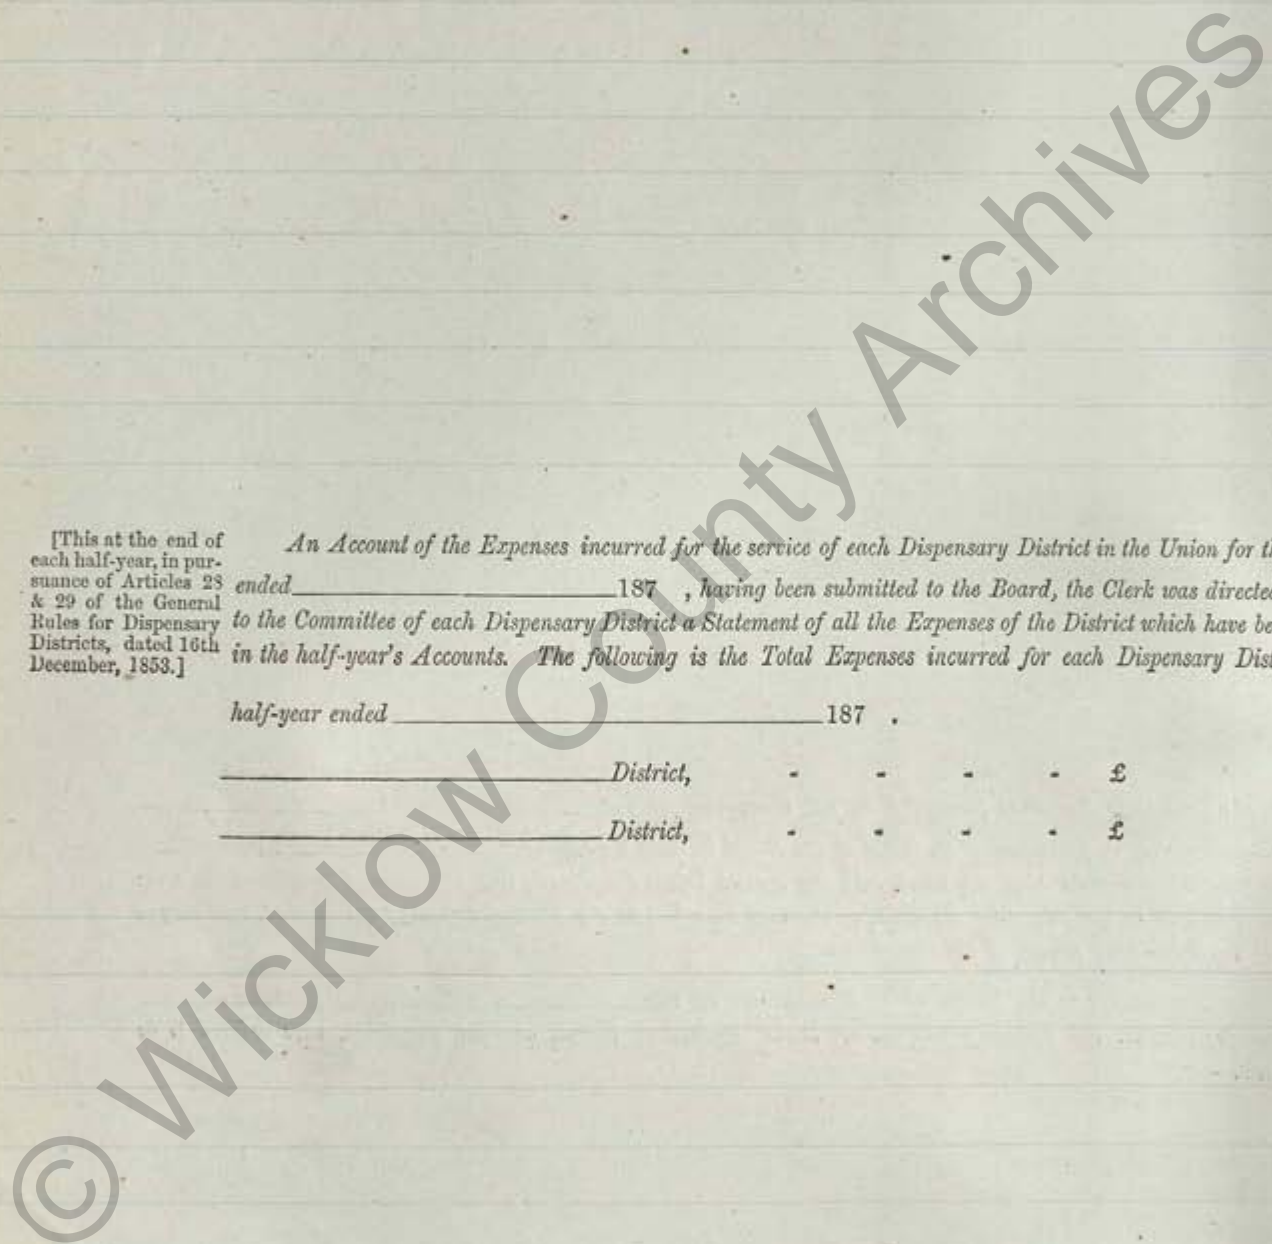 [This at the end of
each half-year, in pur-
suance of Articles 28
& 29 of the General
Rules for Dispensary
Districts, dated 16th
December, 1853.]
An Account of the Expenses incurred for the service of each Dispensary District in the Union for th
ended 187 , having been submitted to the Board, the Clerk was directe
to the Committee of each Dispensary District a Statement of all the Expenses of the District which have be
in the half-year's Accounts. The following is the Total Expenses incurred for each Dispensary Dist
half-year ended 187 .
District, - - - - £
District, - - - - £
© Wicklow County Archives